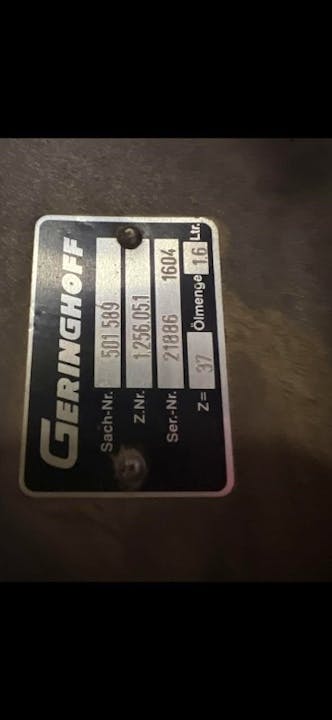 GERINGHOFF
Sach-Nr. 501 589
Z.Nr. 1.256.051
Ser.-Nr. 21886 1604
Z= 37 Ölmenge 1.6 Ltr.